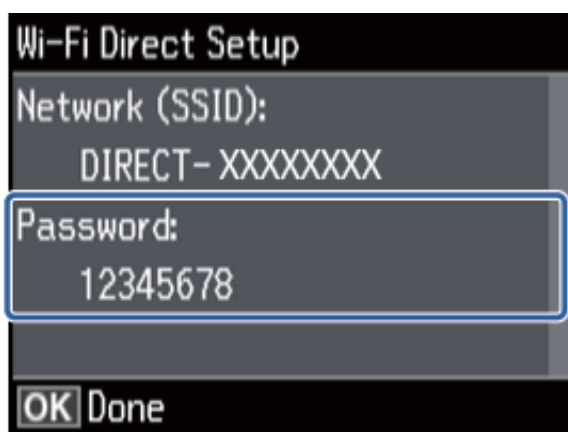 Wi-Fi Direct Setup
Network (SSID):
DIRECT-XXXXXXXX
Password:
12345678
OK Done